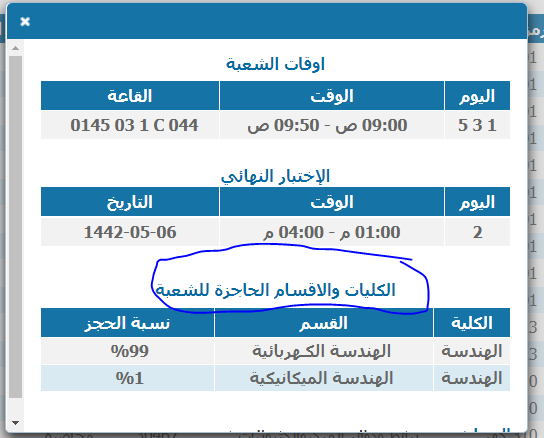 اوقات الشعبة
اليوم الوقت القاعة
1 3 5 09:00 ص - 09:50 ص 0145 03 1 C 044
الإختبار النهائي
اليوم الوقت التاريخ
2 01:00 م - 04:00 م 1442-05-06
الكليات والاقسام الحاجزة للشعبة
الكلية القسم نسبة الحجز
الهندسة الهندسة الكهربائية %99
الهندسة الهندسة الميكانيكية %1